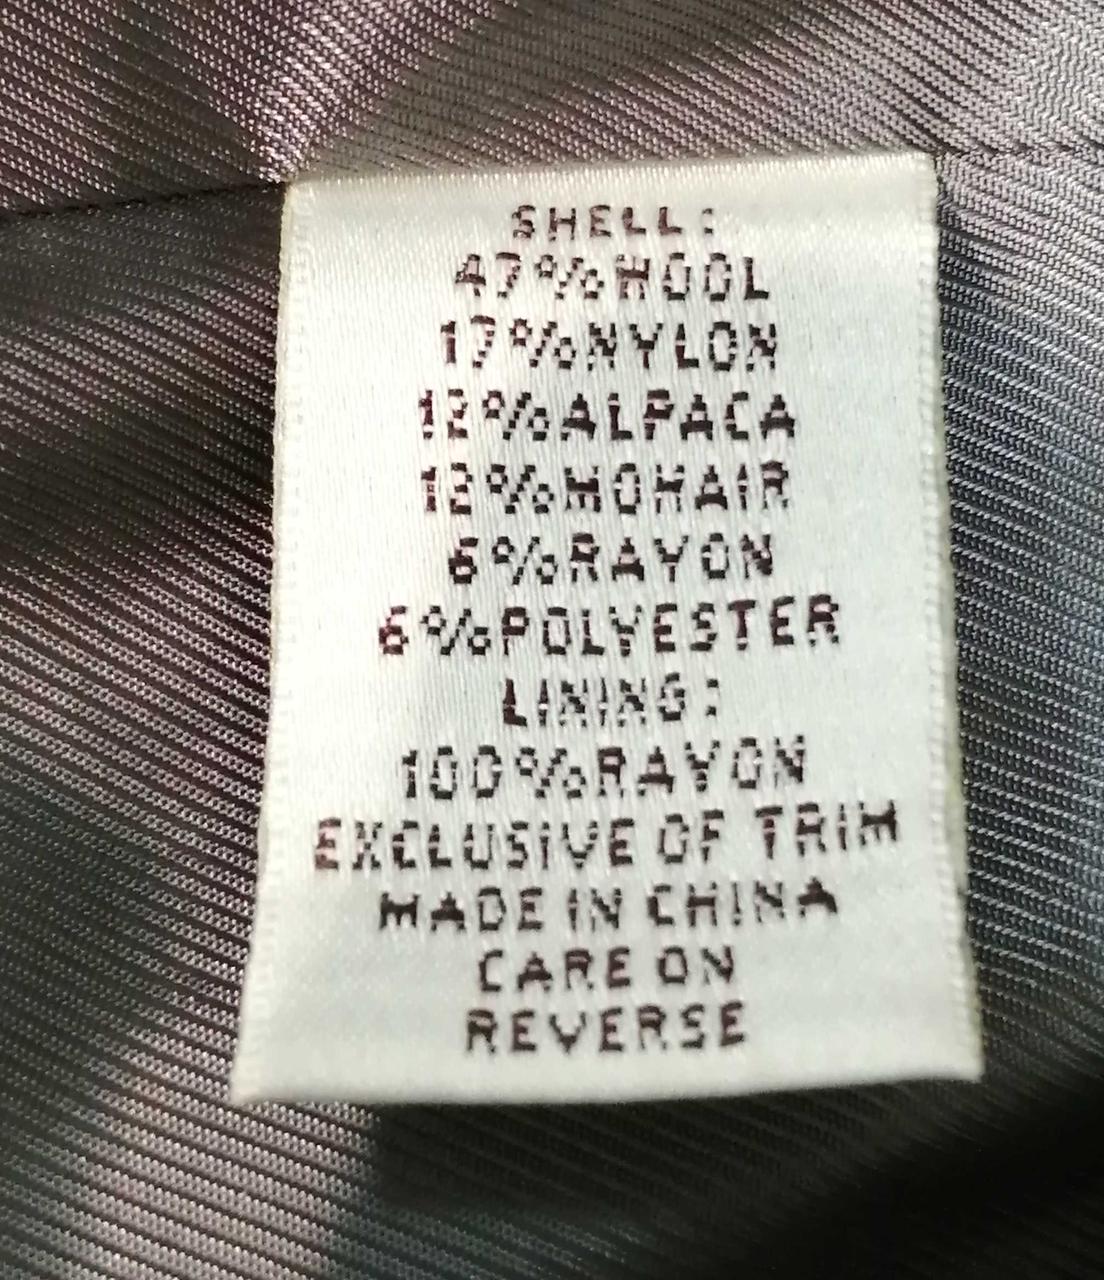 SHELL:
47%WOOL
17%NYLON
12%ALPACA
12%MOHAIR
6%RAYON
6%POLYESTER
LINING:
100%RAYON
EXCLUSIVE OF TRIM
MADE IN CHINA
CARE ON
REVERSE